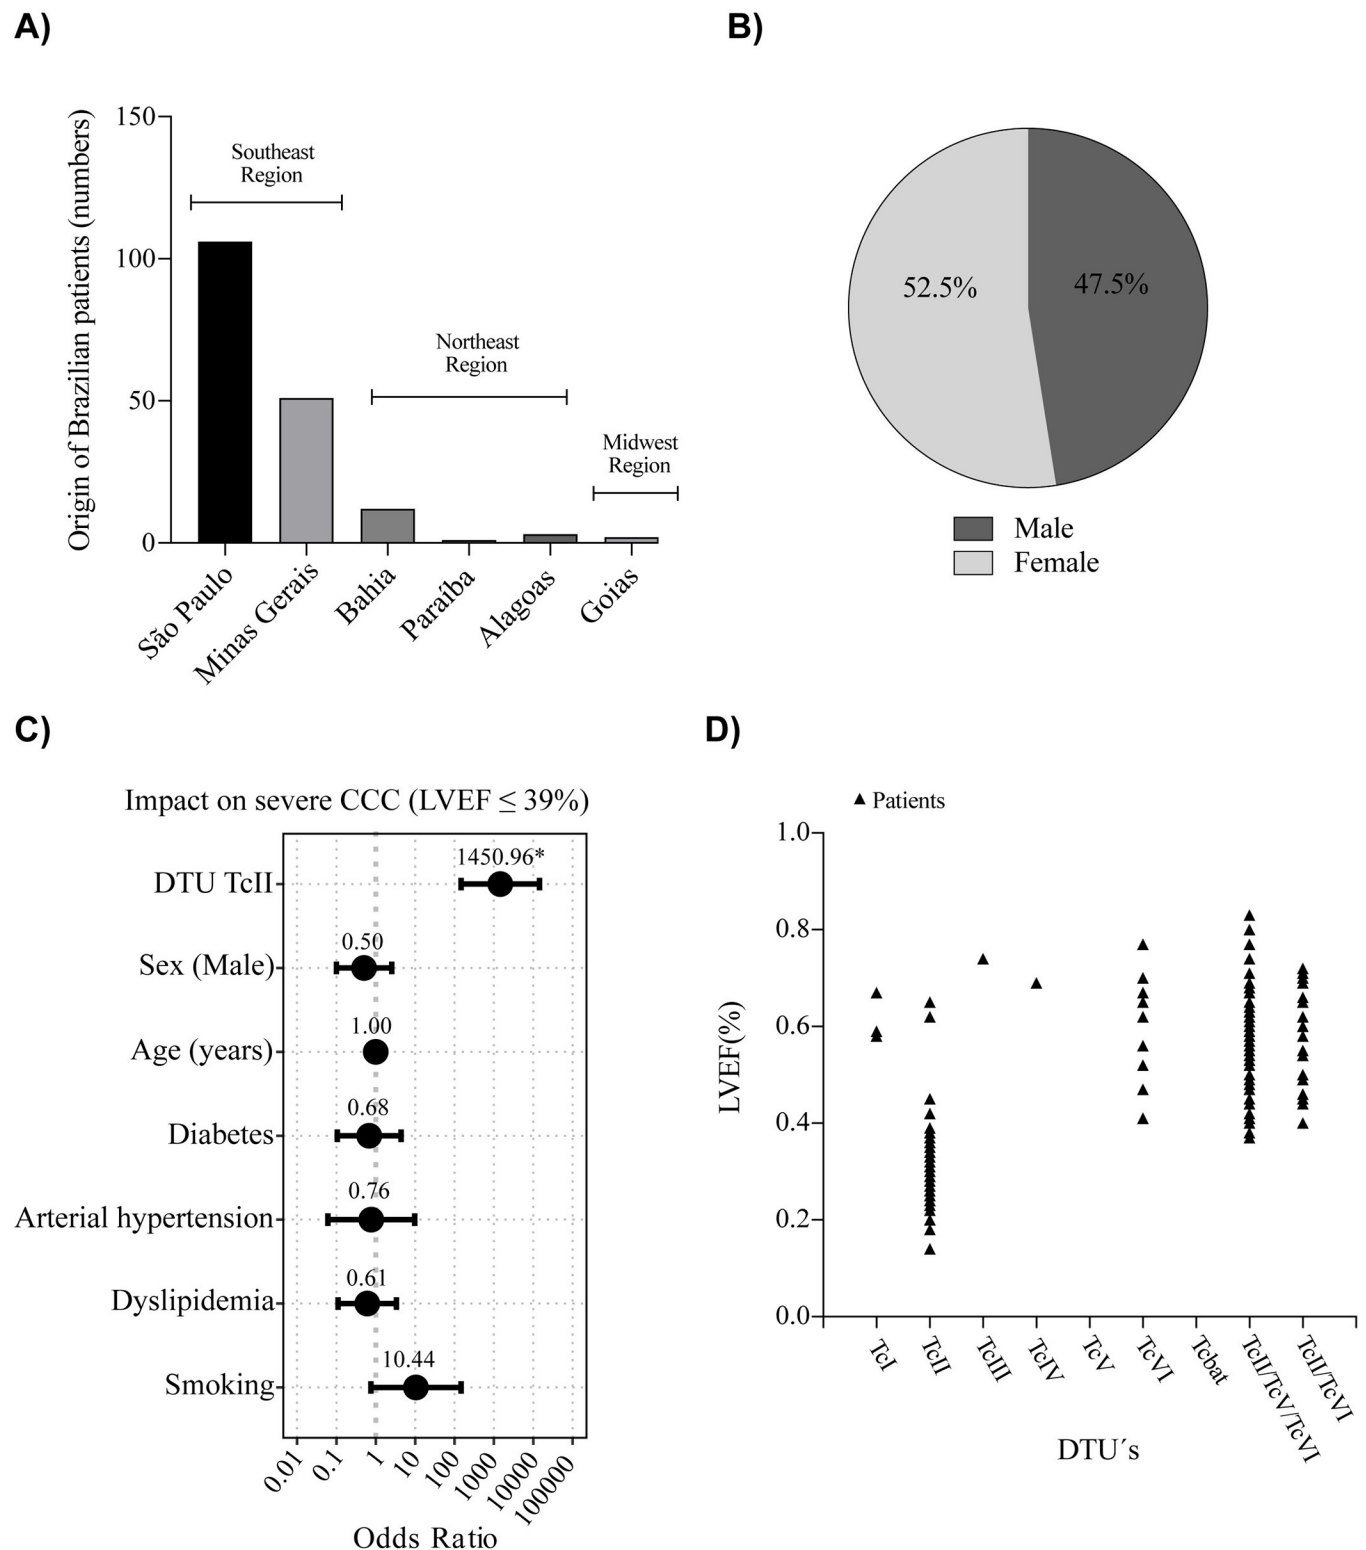 A)
Origin of Brazilian patients (numbers)
150
100
50
0
Southeast
Region
Northeast
Region
Midwest
Region
São Paulo
Minas Gerais
Bahia
Paraíba
Alagoas
Goias
B)
52.5%
47.5%
Male
Female
C)
Impact on severe CCC (LVEF ≤ 39%)
DTU TcII
1450.96*
Sex (Male)
0.50
Age (years)
1.00
Diabetes
0.68
Arterial hypertension
0.76
Dyslipidemia
0.61
Smoking
10.44
0.01
0.1
1
10
100
1000
10000
100000
Odds Ratio
D)
▲ Patients
LVEF(%)
1.0
0.8
0.6
0.4
0.2
0.0
TcI
TcII
TcIII
TcIV
TcV
TcVI
Tcbat
TcII/TcV/TcVI
TcII/TcVI
DTU´s